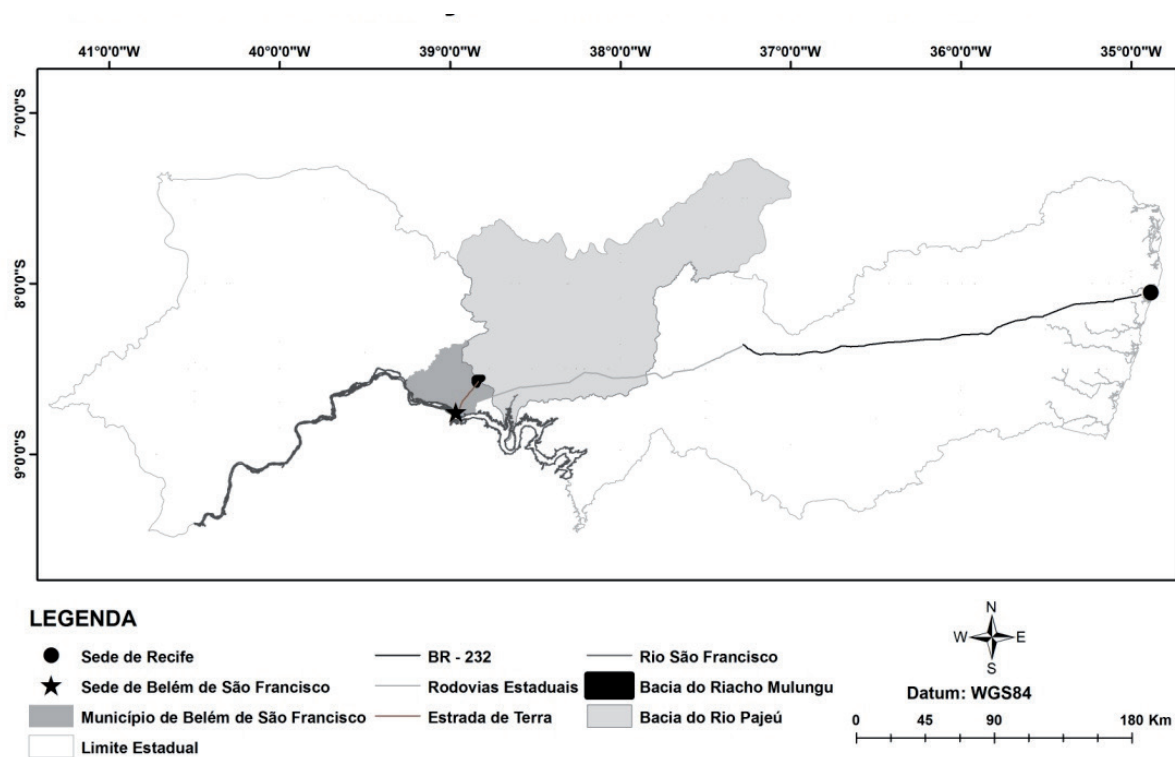 41°0'0"W 40°0'0"W 39°0'0"W 38°0'0"W 37°0'0"W 36°0'0"W 35°0'0"W
7°0'0"S
8°0'0"S
9°0'0"S
LEGENDA
Sede de Recife
Sede de Belém de São Francisco
Município de Belém de São Francisco
Limite Estadual
BR - 232
Rodovias Estaduais
Estrada de Terra
Rio São Francisco
Bacia do Riacho Mulungu
Bacia do Rio Pajeú
N
W E
S
Datum: WGS84
0 45 90 180 Km